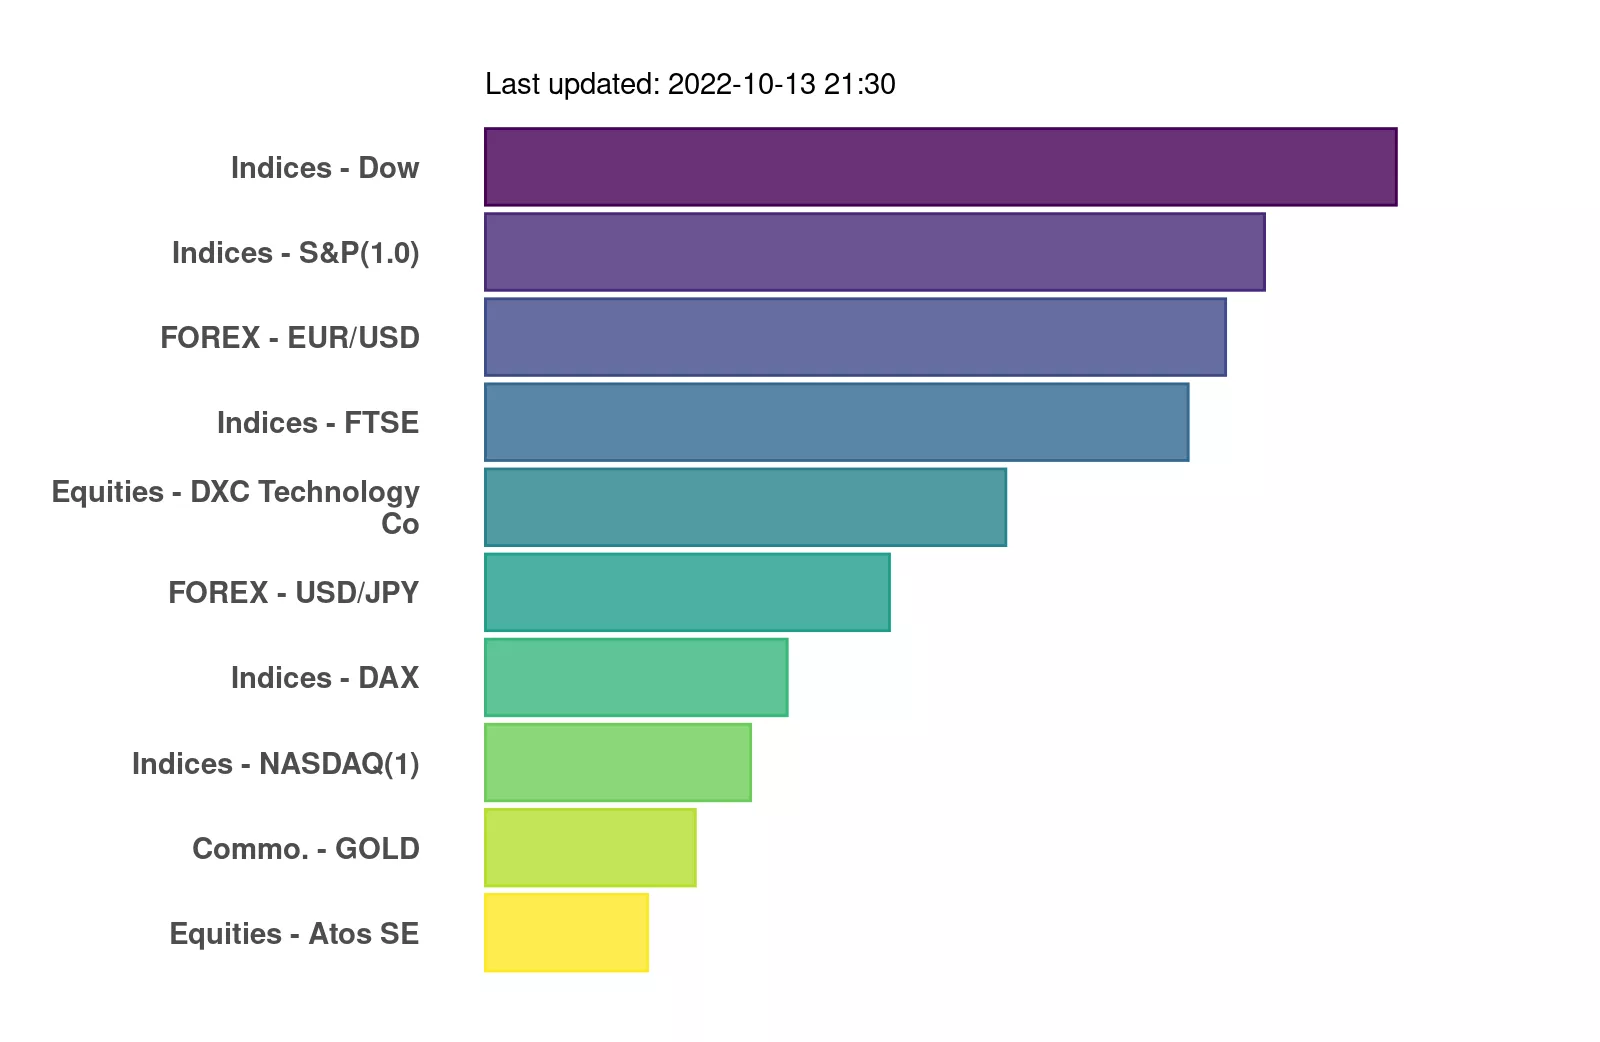 Last updated: 2022-10-13 21:30
Indices - Dow
Indices - S&P(1.0)
FOREX - EUR/USD
Indices - FTSE
Equities - DXC Technology
Co
FOREX - USD/JPY
Indices - DAX
Indices - NASDAQ(1)
Commo. - GOLD
Equities - Atos SE